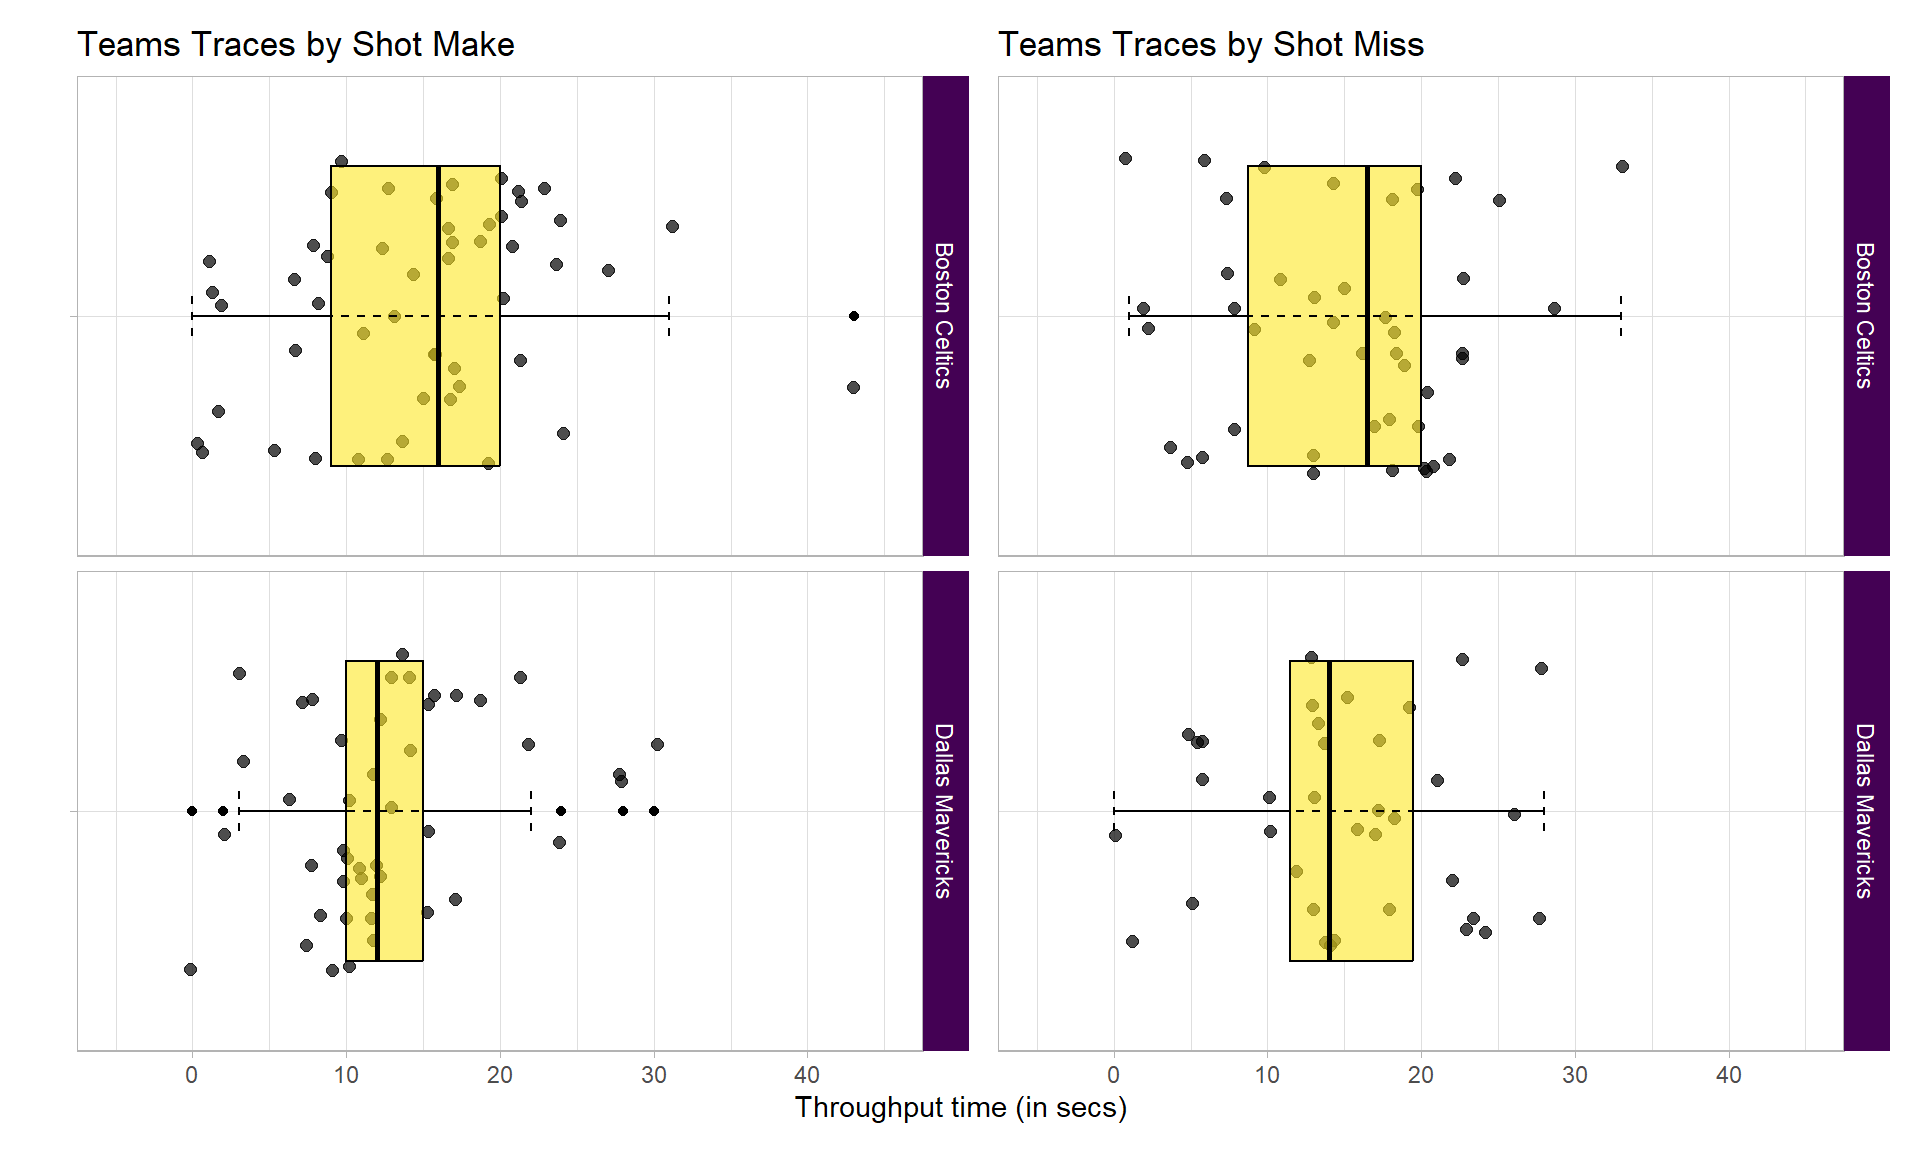 Teams Traces by Shot Make
Teams Traces by Shot Miss
Boston Celtics
Boston Celtics
Dallas Mavericks
Dallas Mavericks
0 10 20 30 40
0 10 20 30 40
Throughput time (in secs)